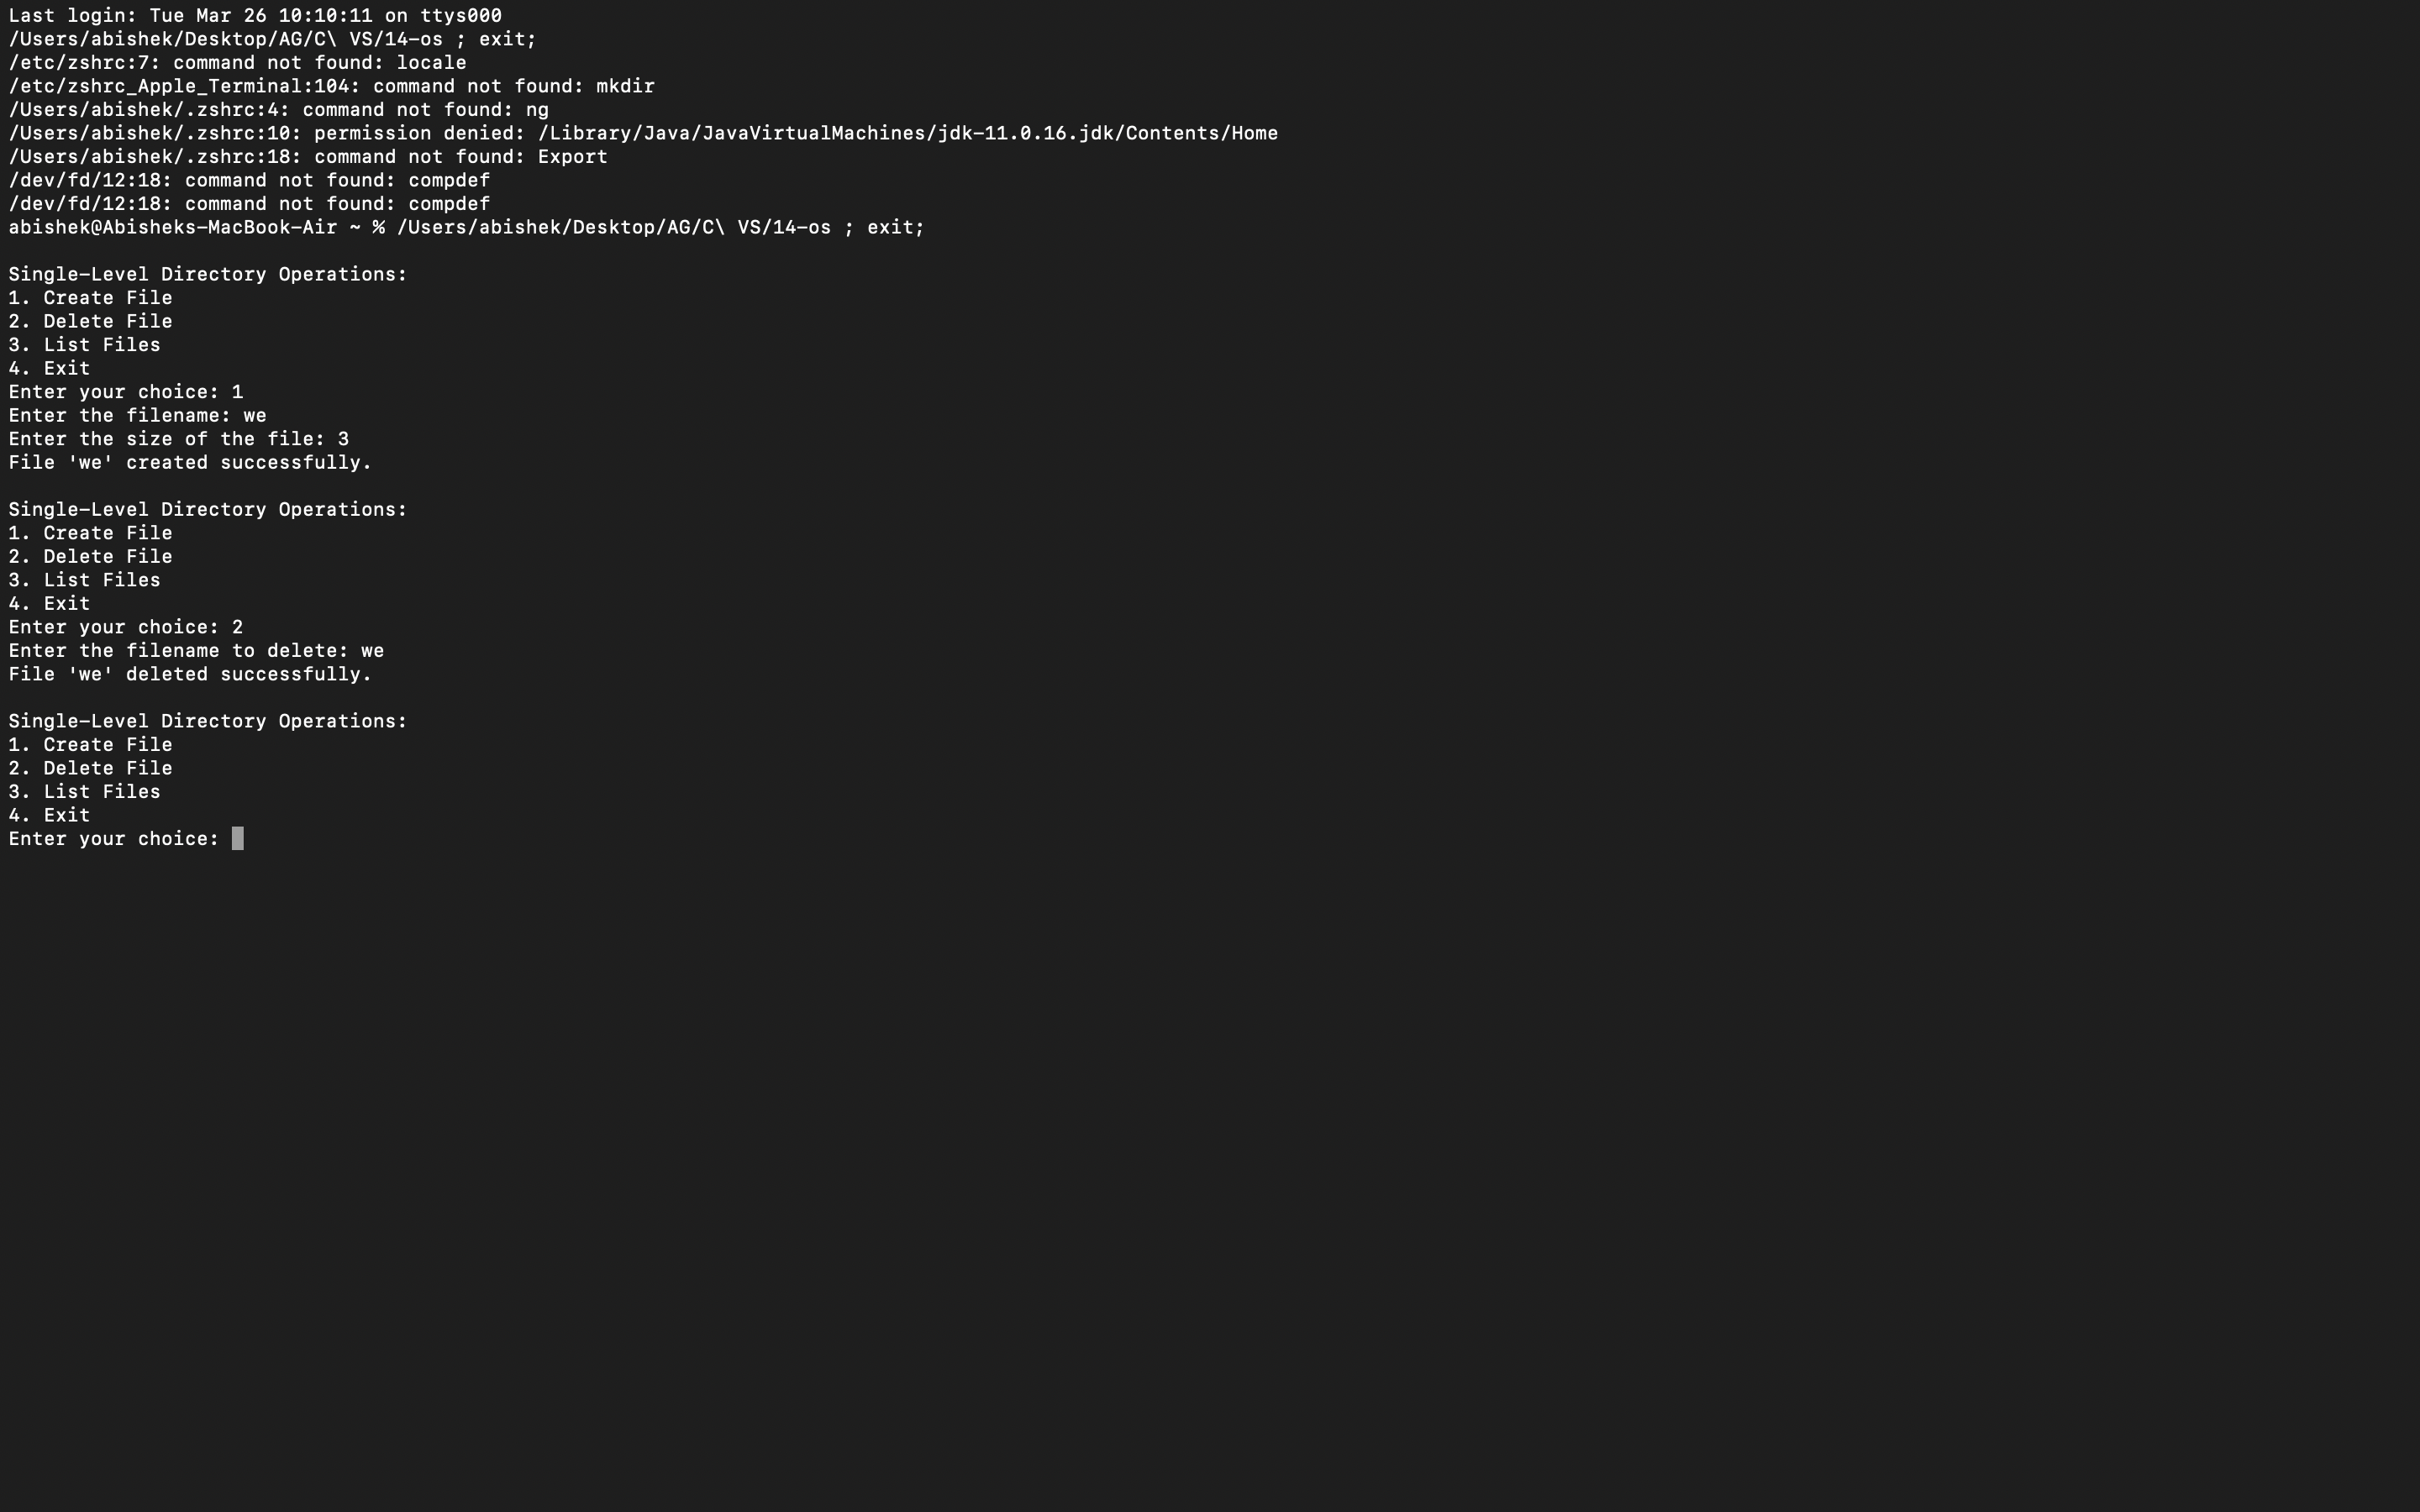 Last login: Tue Mar 26 10:10:11 on ttys000
/Users/abishek/Desktop/AG/C\ VS/14-os ; exit;
/etc/zshrc:7: command not found: locale
/etc/zshrc_Apple_Terminal:104: command not found: mkdir
/Users/abishek/.zshrc:4: command not found: ng
/Users/abishek/.zshrc:10: permission denied: /Library/Java/JavaVirtualMachines/jdk-11.0.16.jdk/Contents/Home
/Users/abishek/.zshrc:18: command not found: Export
/dev/fd/12:18: command not found: compdef
/dev/fd/12:18: command not found: compdef
abishek@Abisheks-MacBook-Air ~ % /Users/abishek/Desktop/AG/C\ VS/14-os ; exit;

Single-Level Directory Operations:
1. Create File
2. Delete File
3. List Files
4. Exit
Enter your choice: 1
Enter the filename: we
Enter the size of the file: 3
File 'we' created successfully.

Single-Level Directory Operations:
1. Create File
2. Delete File
3. List Files
4. Exit
Enter your choice: 2
Enter the filename to delete: we
File 'we' deleted successfully.

Single-Level Directory Operations:
1. Create File
2. Delete File
3. List Files
4. Exit
Enter your choice: